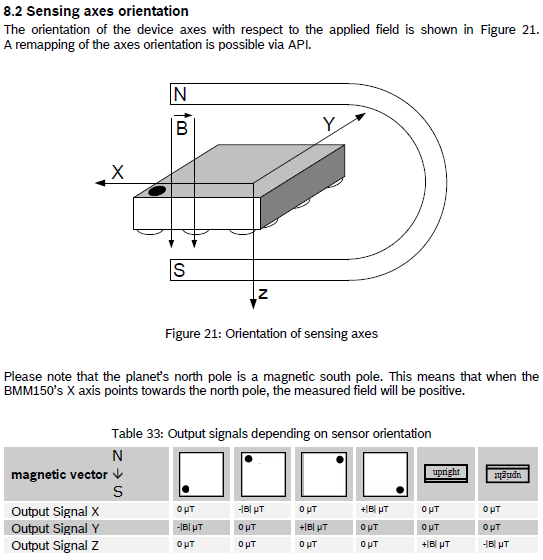 8.2 Sensing axes orientation
The orientation of the device axes with respect to the applied field is shown in Figure 21.
A remapping of the axes orientation is possible via API.
N
B
Y
X
S
Z
Figure 21: Orientation of sensing axes
Please note that the planet's north pole is a magnetic south pole. This means that when the
BMM150's X axis points towards the north pole, the measured field will be positive.
Table 33: Output signals depending on sensor orientation
N
magnetic vector ↓ upright upright
S
Output Signal X 0 µT -|B| µT 0 µT +|B| µT 0 µT 0 µT
Output Signal Y -|B| µT 0 µT +|B| µT 0 µT 0 µT 0 µT
Output Signal Z 0 µT 0 µT 0 µT 0 µT +|B| µT -|B| µT